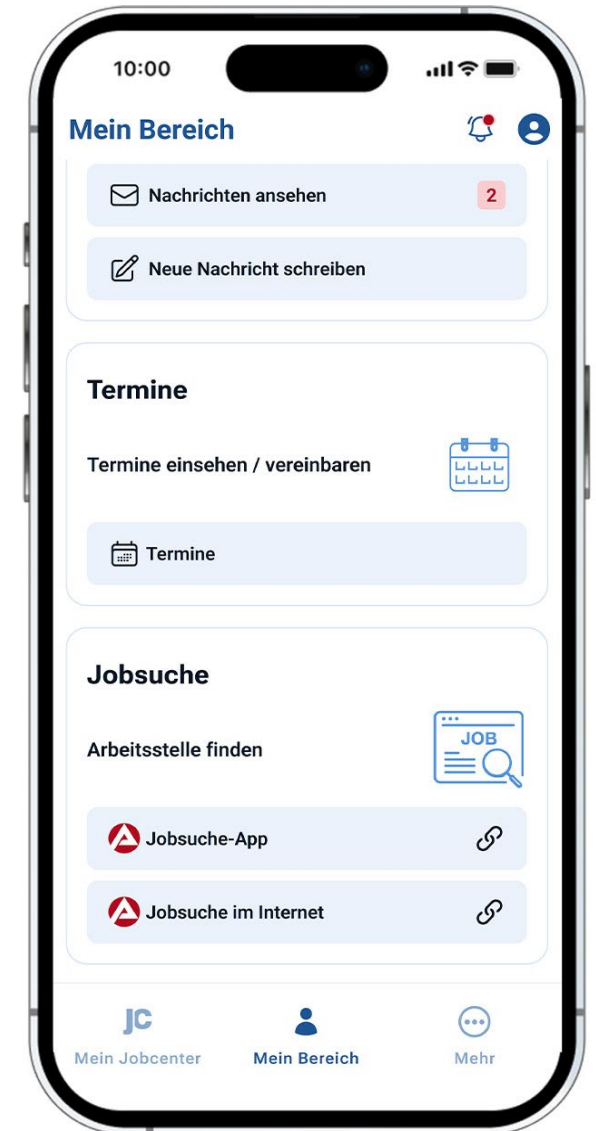 10:00
Mein Bereich
Nachrichten ansehen 2
Neue Nachricht schreiben
Termine
Termine einsehen / vereinbaren
Termine
Jobsuche
JOB
Arbeitsstelle finden
Jobsuche-App
Jobsuche im Internet
JC
Mein Jobcenter
Mein Bereich
Mehr